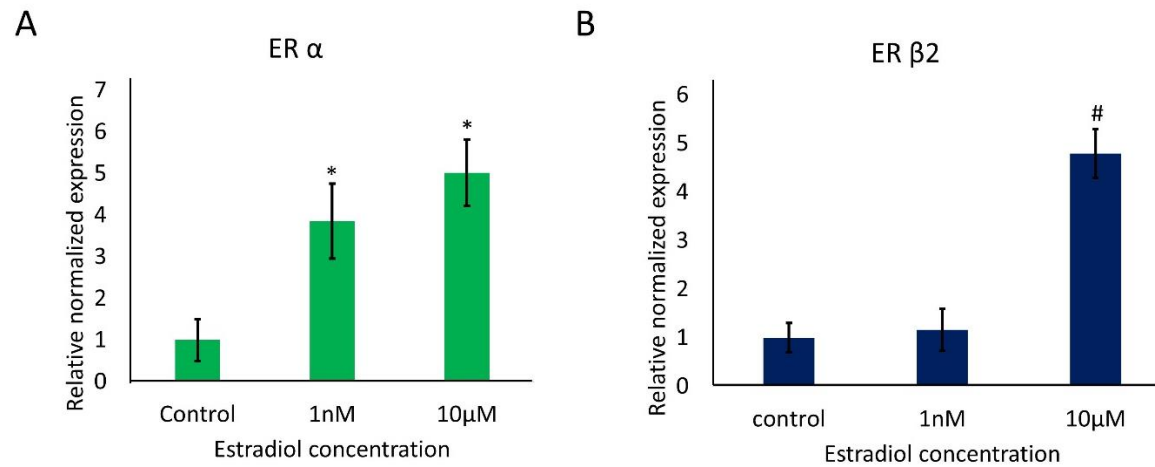 A
ER α
Relative normalized expression
7
6
5
4
3
2
1
0
*
*
Control 1nM 10µM
Estradiol concentration
B
ER β2
Relative normalized expression
6
5
4
3
2
1
0
#
control 1nM 10µM
Estradiol concentration